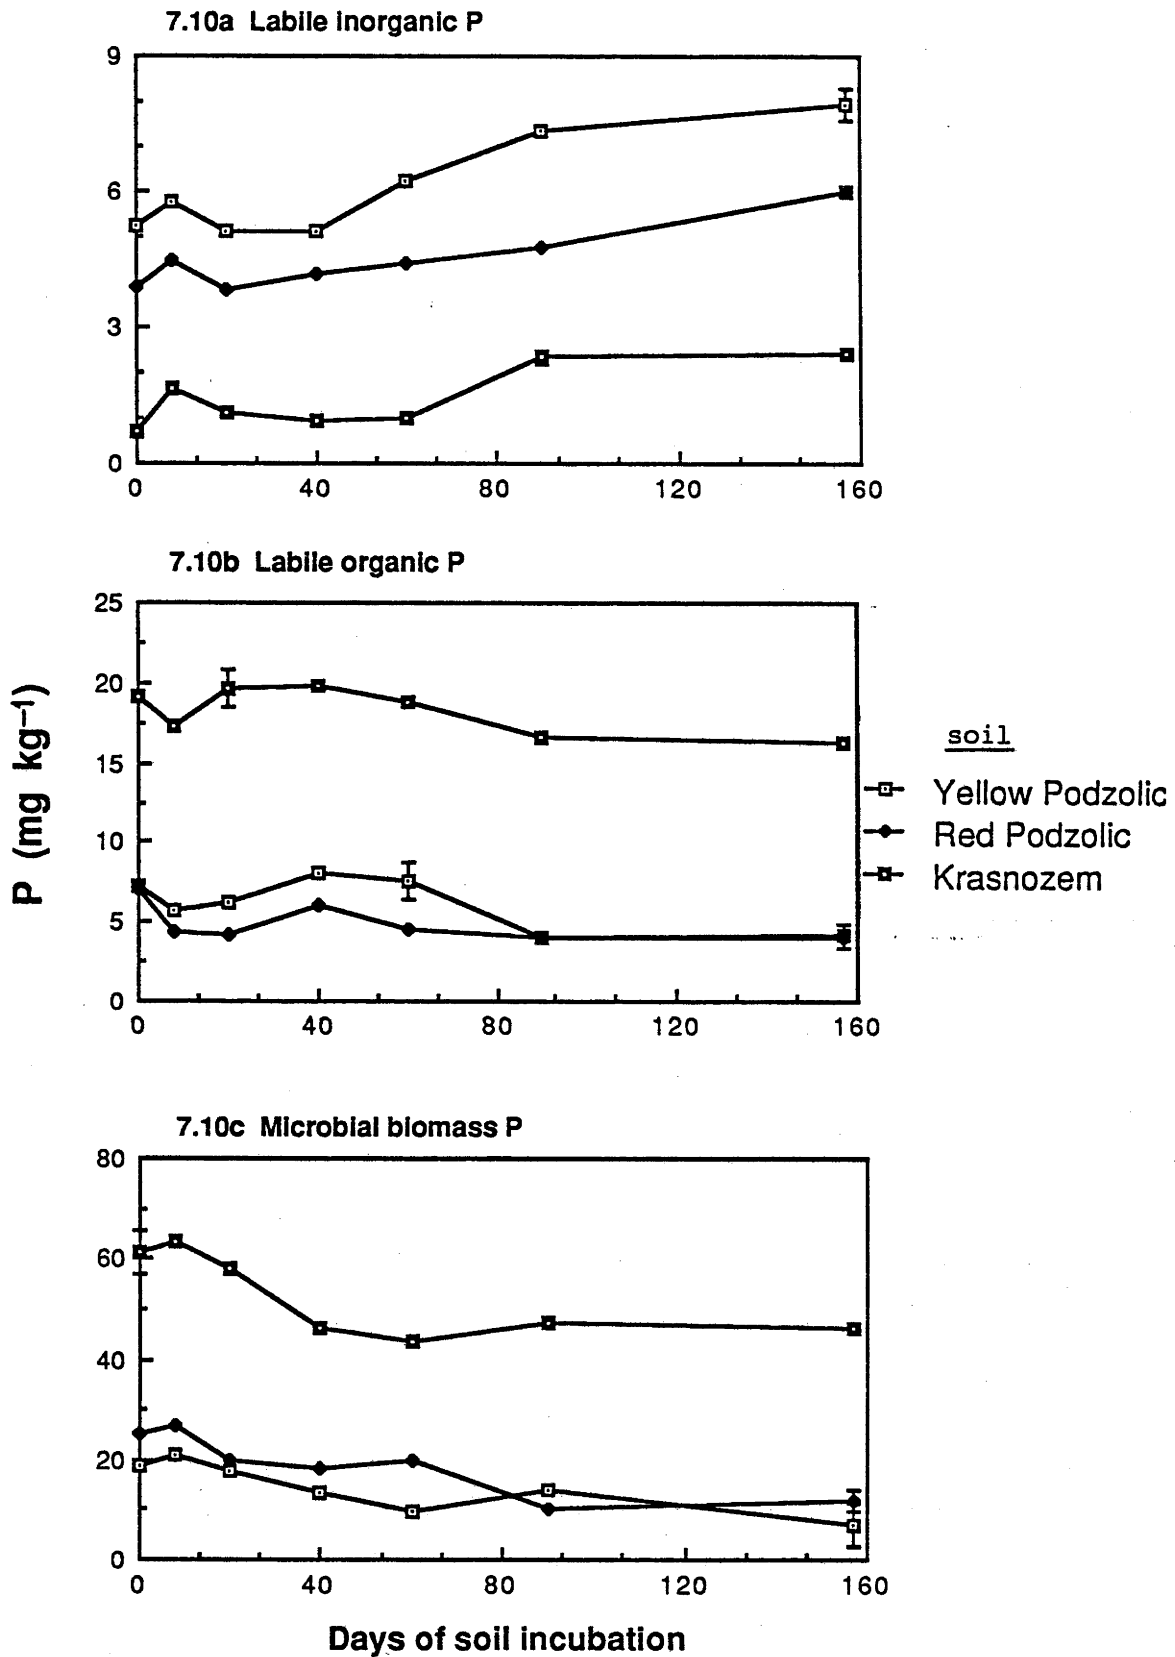 7.10a Labile inorganic P
9
6
3
0
0 40 80 120 160
7.10b Labile organic P
25
20
15
10
5
0
0 40 80 120 160
P (mg kg⁻¹)
soil
Yellow Podzolic
Red Podzolic
Krasnozem
7.10c Microbial biomass P
80
60
40
20
0
0 40 80 120 160
Days of soil incubation